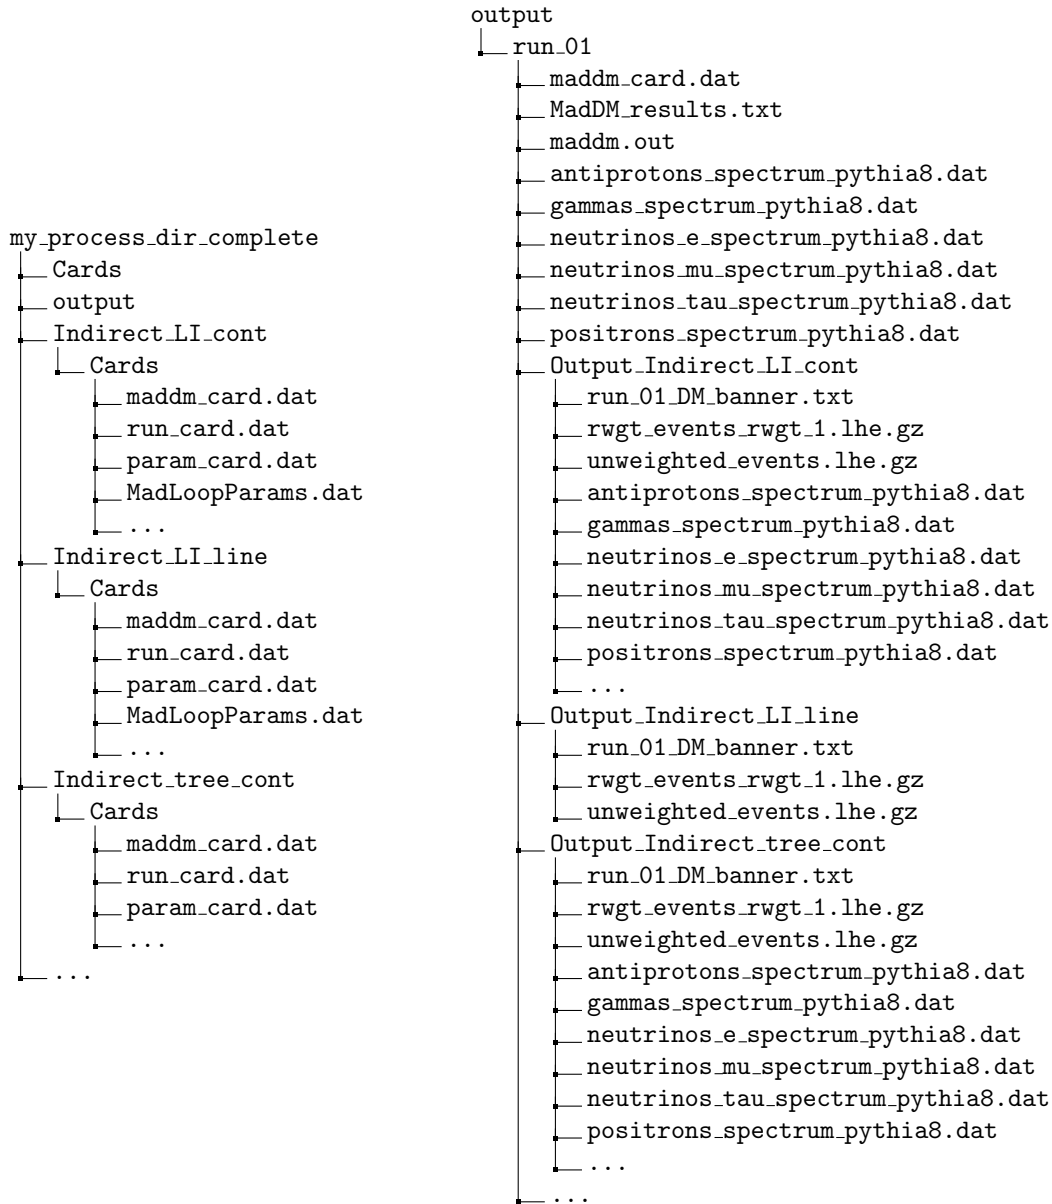 my_process_dir_complete
Cards
output
Indirect_LI_cont
Cards
maddm_card.dat
run_card.dat
param_card.dat
MadLoopParams.dat
...
Indirect_LI_line
Cards
maddm_card.dat
run_card.dat
param_card.dat
MadLoopParams.dat
...
Indirect_tree_cont
Cards
maddm_card.dat
run_card.dat
param_card.dat
...
...
output
run_01
maddm_card.dat
MadDM_results.txt
maddm.out
antiprotons_spectrum_pythia8.dat
gammas_spectrum_pythia8.dat
neutrinos_e_spectrum_pythia8.dat
neutrinos_mu_spectrum_pythia8.dat
neutrinos_tau_spectrum_pythia8.dat
positrons_spectrum_pythia8.dat
Output_Indirect_LI_cont
run_01_DM_banner.txt
rwgt_events_rwgt_1.lhe.gz
unweighted_events.lhe.gz
antiprotons_spectrum_pythia8.dat
gammas_spectrum_pythia8.dat
neutrinos_e_spectrum_pythia8.dat
neutrinos_mu_spectrum_pythia8.dat
neutrinos_tau_spectrum_pythia8.dat
positrons_spectrum_pythia8.dat
...
Output_Indirect_LI_line
run_01_DM_banner.txt
rwgt_events_rwgt_1.lhe.gz
unweighted_events.lhe.gz
Output_Indirect_tree_cont
run_01_DM_banner.txt
rwgt_events_rwgt_1.lhe.gz
unweighted_events.lhe.gz
antiprotons_spectrum_pythia8.dat
gammas_spectrum_pythia8.dat
neutrinos_e_spectrum_pythia8.dat
neutrinos_mu_spectrum_pythia8.dat
neutrinos_tau_spectrum_pythia8.dat
positrons_spectrum_pythia8.dat
...
...